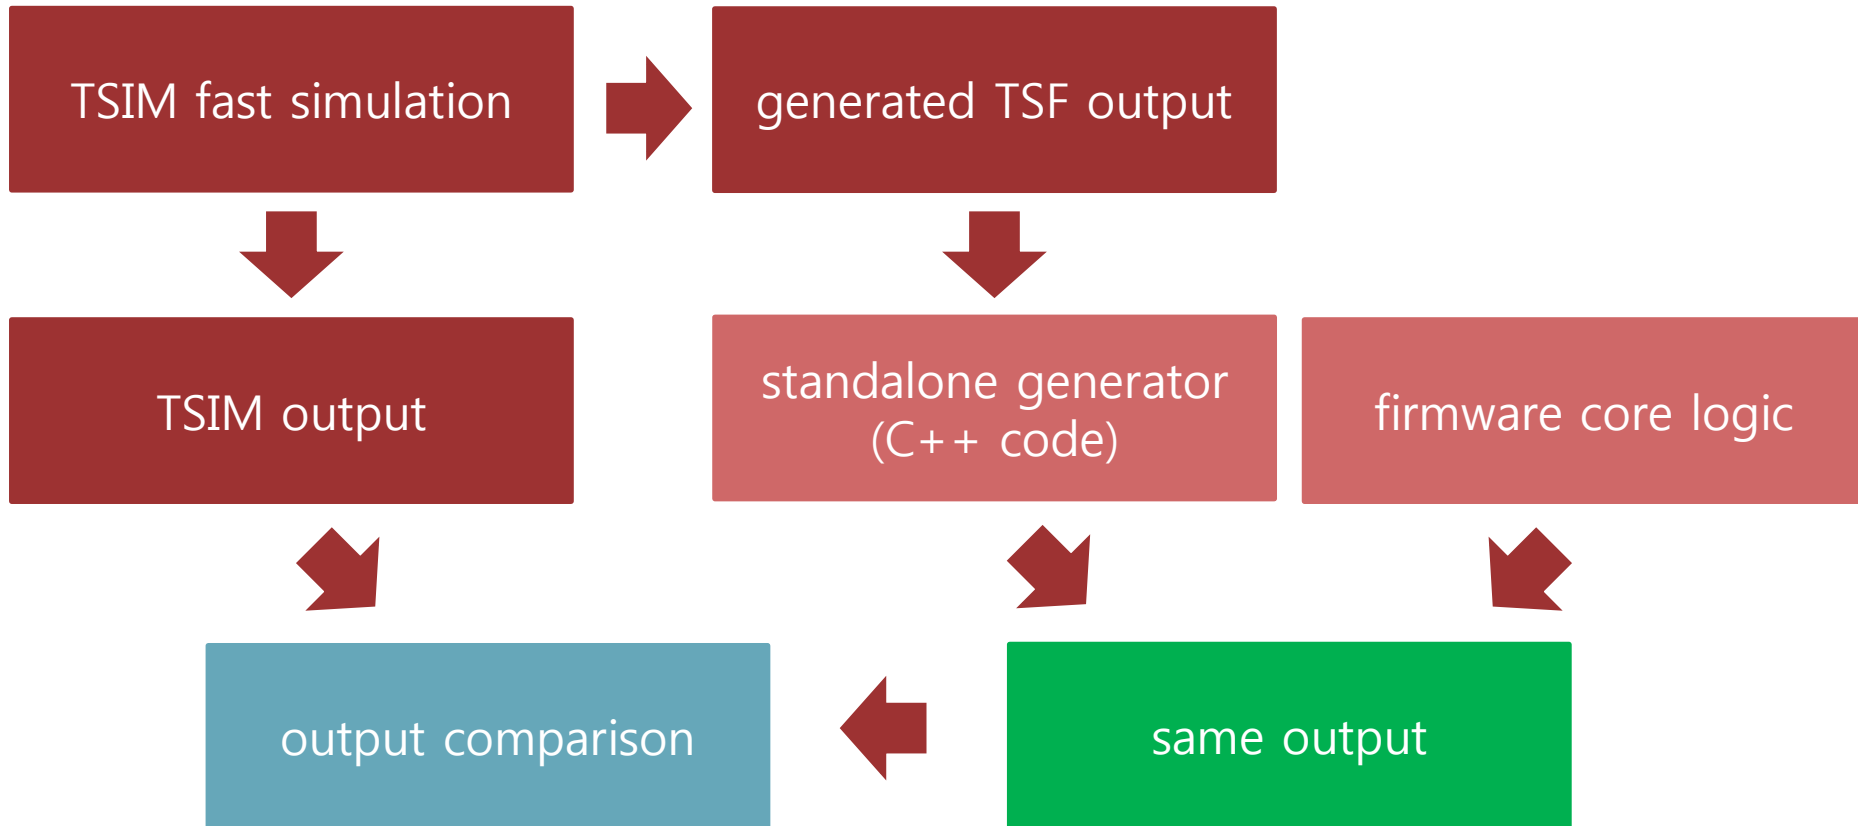 TSIM fast simulation
generated TSF output
TSIM output
standalone generator
(C++ code)
firmware core logic
output comparison
same output